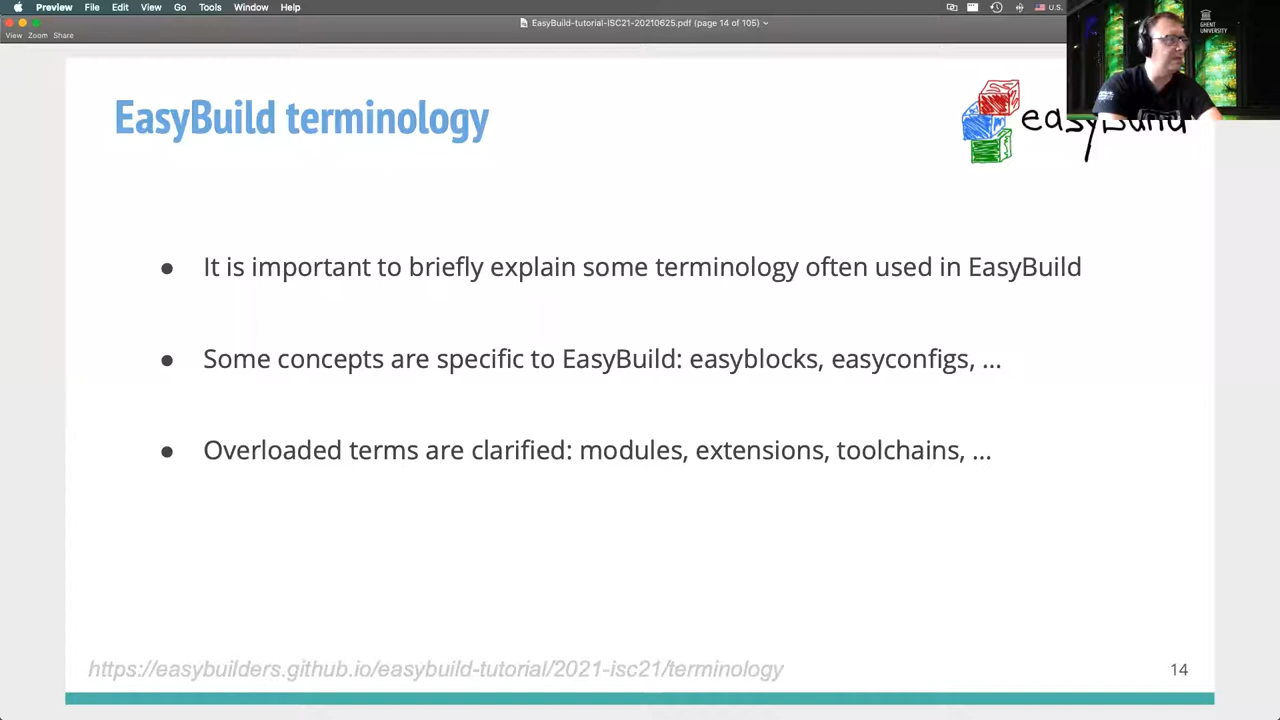 Preview File Edit View Go Tools Window Help
U.S.
EasyBuild-tutorial-ISC21-20210625.pdf (page 14 of 105)
View Zoom Share
GHENT
UNIVERSITY
EasyBuild terminology
easybuild
● It is important to briefly explain some terminology often used in EasyBuild
● Some concepts are specific to EasyBuild: easyblocks, easyconfigs, ...
● Overloaded terms are clarified: modules, extensions, toolchains, ...
https://easybuilders.github.io/easybuild-tutorial/2021-isc21/terminology
14